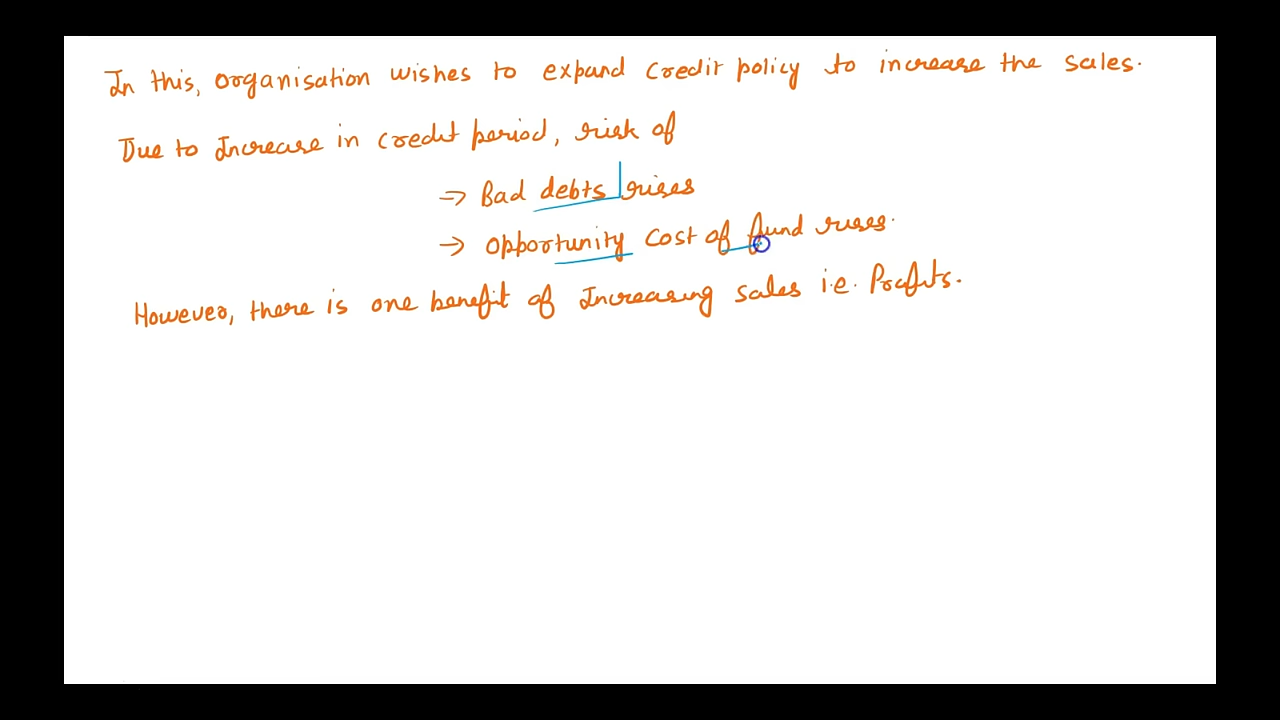 In this, organisation wishes to expand credit policy to increase the sales.
Due to Increase in credit period, risk of
→ Bad debts rises
→ Opportunity cost of fund rises.
However, there is one benefit of Increasing sales i.e. Profits.